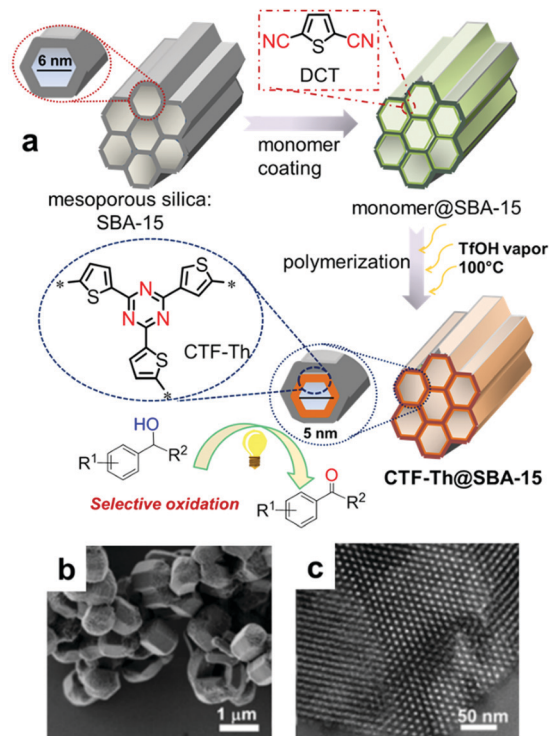 6 nm
NC
S
CN
DCT
a
monomer
coating
mesoporous silica:
SBA-15
monomer@SBA-15
polymerization
TfOH vapor
100°C
*
S
N
N
N
S
*
S
*
CTF-Th
5 nm
HO
R¹
R²
O
R¹
R²
Selective oxidation
CTF-Th@SBA-15
b
1 μm
c
50 nm